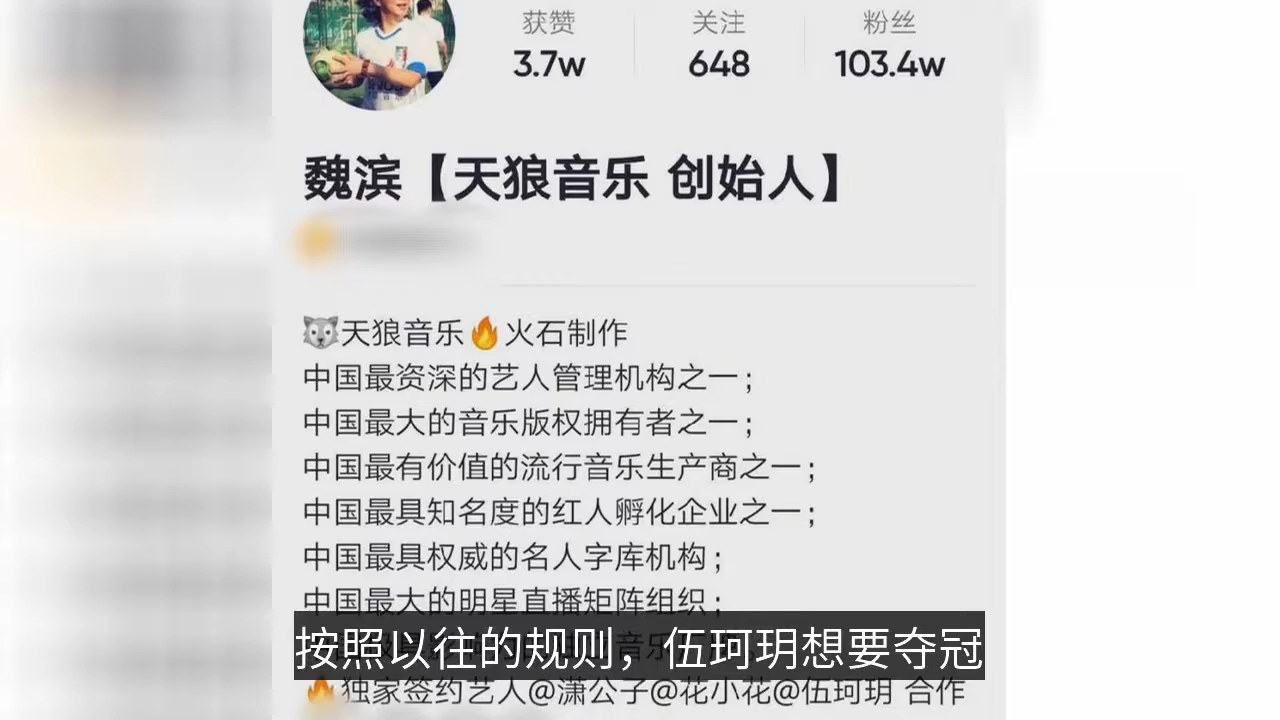 获赞 关注 粉丝
3.7w 648 103.4w
魏滨【天狼音乐 创始人】
天狼音乐🔥火石制作
中国最资深的艺人管理机构之一；
中国最大的音乐版权拥有者之一；
中国最有价值的流行音乐生产商之一；
中国最具知名度的红人孵化企业之一；
中国最具权威的名人字库机构；
中国最大的明星直播矩阵组织；
按照以往的规则，伍珂玥想要夺冠
🔥独家签约艺人@潇公子@花小花@伍珂玥 合作